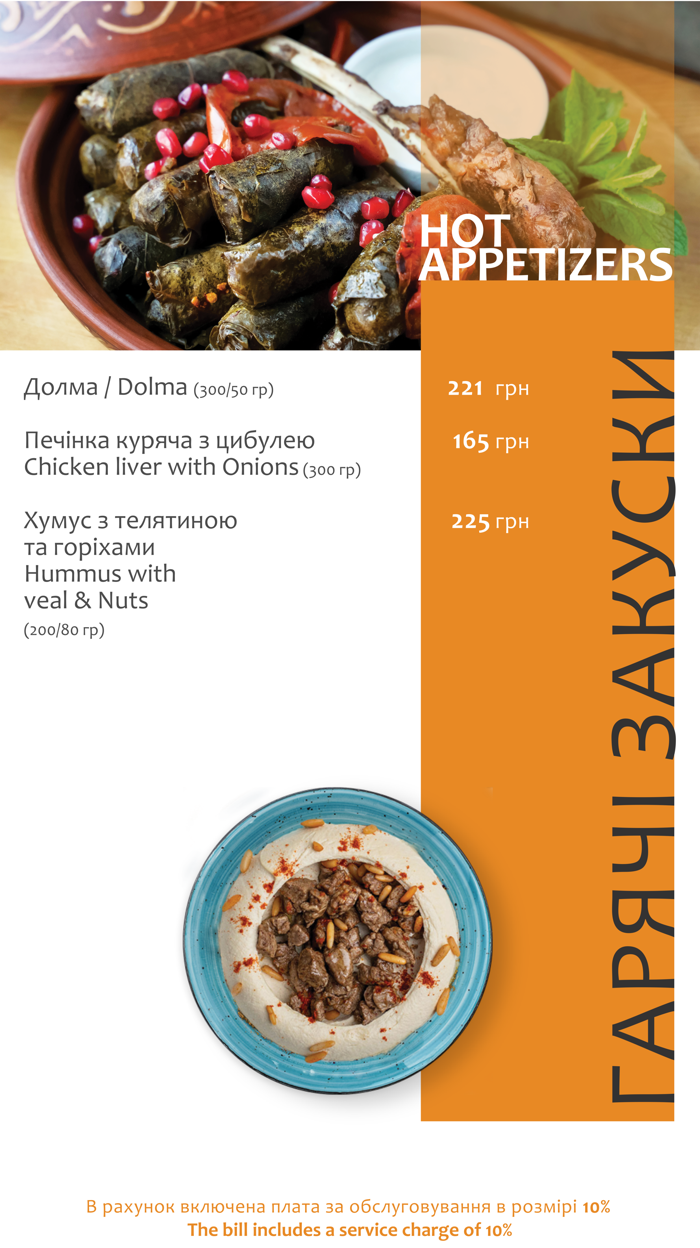 HOT
APPETIZERS
ГАРЯЧІ ЗАКУСКИ
Долма / Dolma (300/50 гр) 221 грн
Печінка куряча з цибулею 165 грн
Chicken liver with Onions (300 гр)
Хумус з телятиною 225 грн
та горіхами
Hummus with
veal & Nuts
(200/80 гр)
В рахунок включена плата за обслуговування в розмірі 10%
The bill includes a service charge of 10%